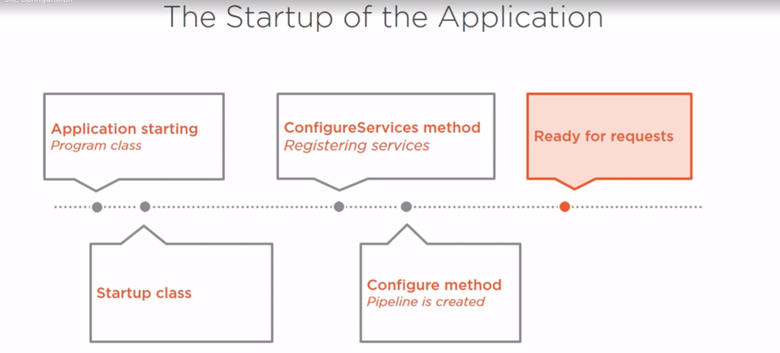 The Startup of the Application
Application starting
Program class
ConfigureServices method
Registering services
Ready for requests
Startup class
Configure method
Pipeline is created